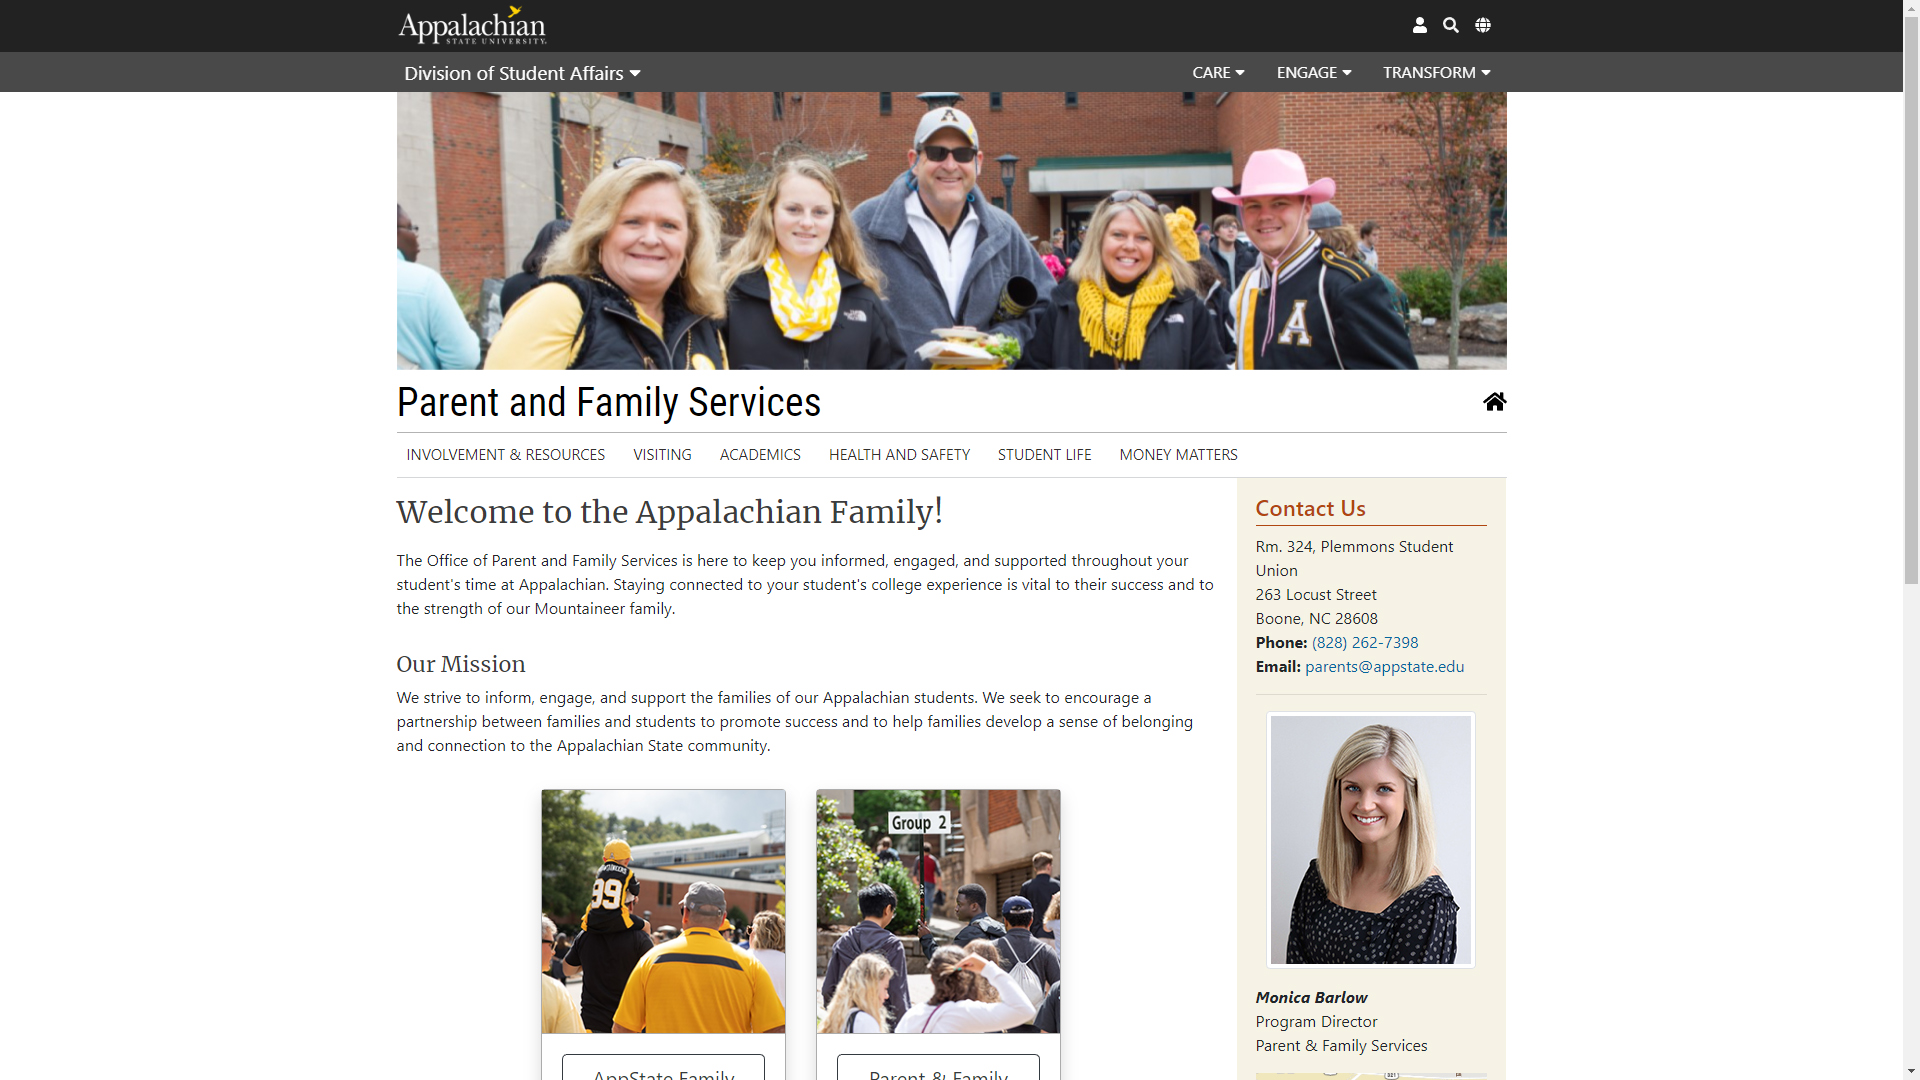 Appalachian
STATE UNIVERSITY
Division of Student Affairs
CARE
ENGAGE
TRANSFORM
A
A
Parent and Family Services
INVOLVEMENT & RESOURCES
VISITING
ACADEMICS
HEALTH AND SAFETY
STUDENT LIFE
MONEY MATTERS
Welcome to the Appalachian Family!
The Office of Parent and Family Services is here to keep you informed, engaged, and supported throughout your
student's time at Appalachian. Staying connected to your student's college experience is vital to their success and to
the strength of our Mountaineer family.
Our Mission
We strive to inform, engage, and support the families of our Appalachian students. We seek to encourage a
partnership between families and students to promote success and to help families develop a sense of belonging
and connection to the Appalachian State community.
99
AppState Family
Group 2
Parent & Family
Contact Us
Rm. 324, Plemmons Student
Union
263 Locust Street
Boone, NC 28608
Phone: (828) 262-7398
Email: parents@appstate.edu
Monica Barlow
Program Director
Parent & Family Services